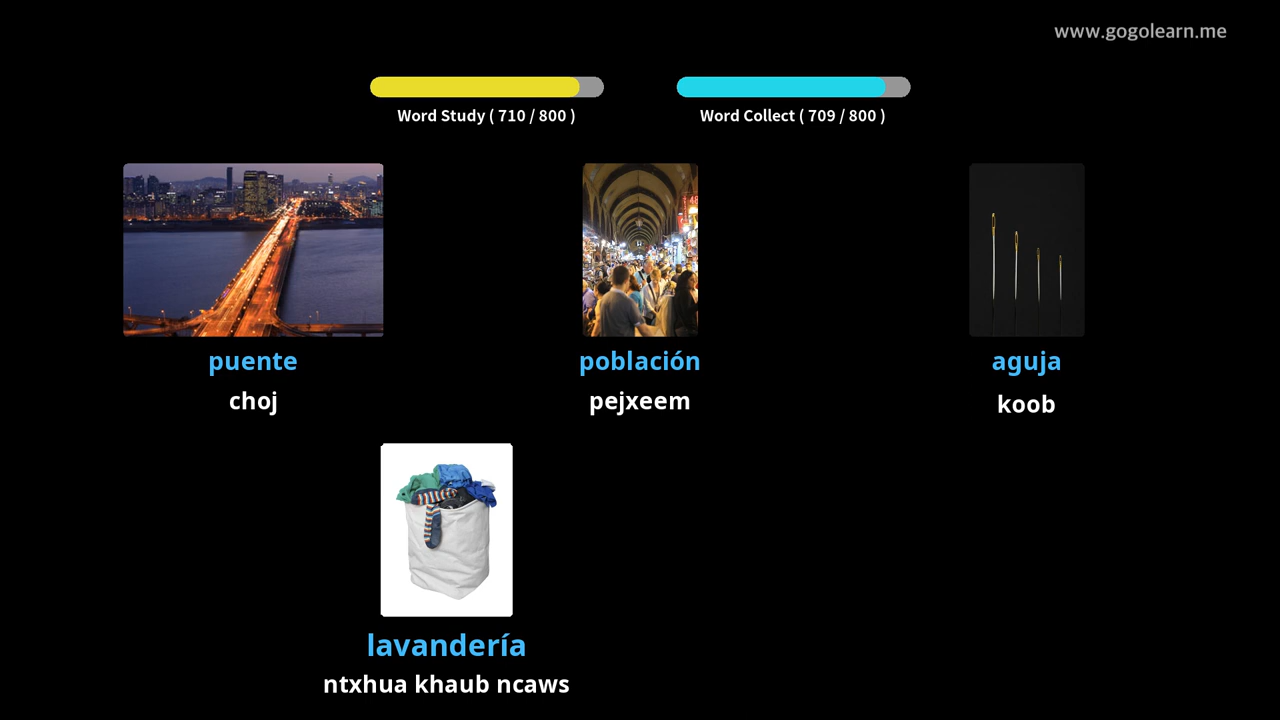 www.gogolearn.me
Word Study ( 710 / 800 )
Word Collect ( 709 / 800 )
puente
choj
población
pejxeem
aguja
koob
lavandería
ntxhua khaub ncaws